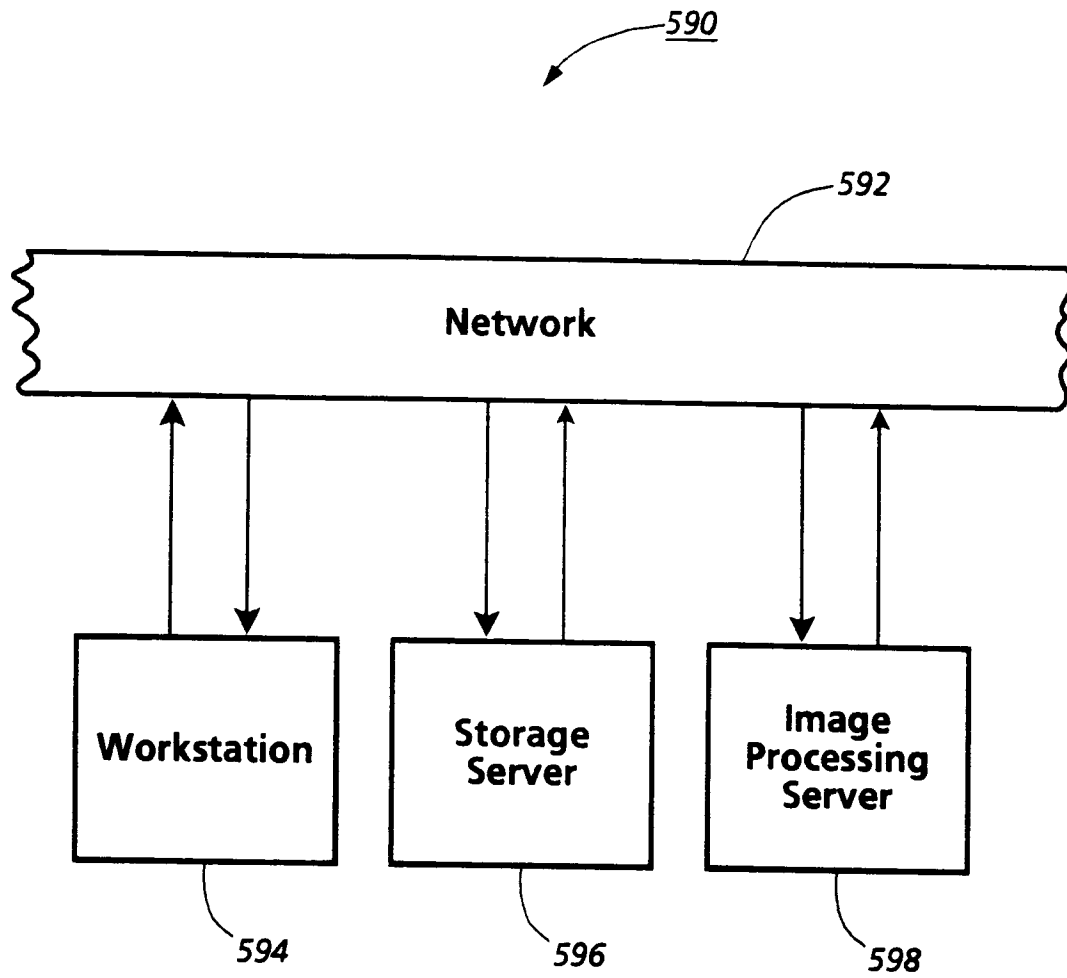 590
592
Network
Workstation
Storage
Server
Image
Processing
Server
594
596
598